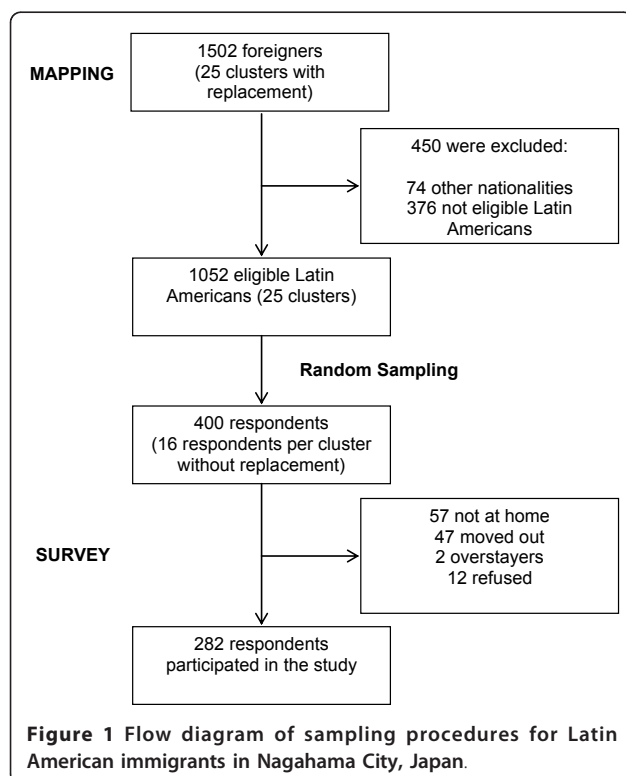 1502 foreigners
(25 clusters with
replacement)
MAPPING
450 were excluded:
74 other nationalities
376 not eligible Latin
Americans
1052 eligible Latin
Americans (25 clusters)
Random Sampling
400 respondents
(16 respondents per cluster
without replacement)
57 not at home
47 moved out
2 overstayers
12 refused
SURVEY
282 respondents
participated in the study
Figure 1 Flow diagram of sampling procedures for Latin
American immigrants in Nagahama City, Japan.